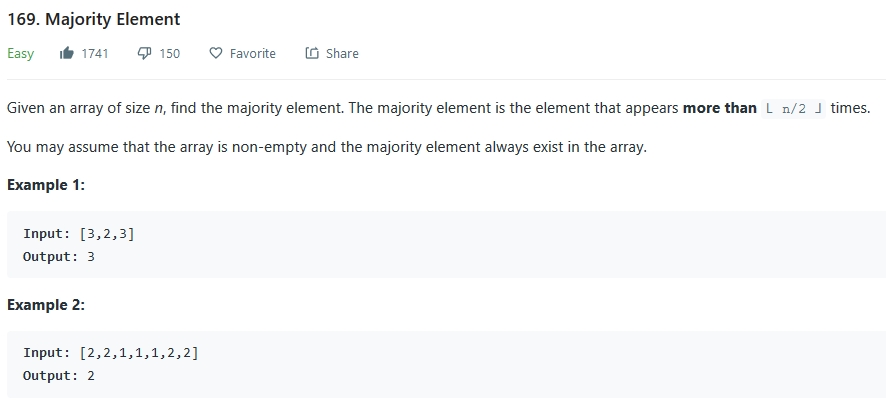 169. Majority Element
Easy 1741 150 Favorite Share
Given an array of size n, find the majority element. The majority element is the element that appears more than ⌊ n/2 ⌋ times.
You may assume that the array is non-empty and the majority element always exist in the array.
Example 1:
Input: [3,2,3]
Output: 3
Example 2:
Input: [2,2,1,1,1,2,2]
Output: 2